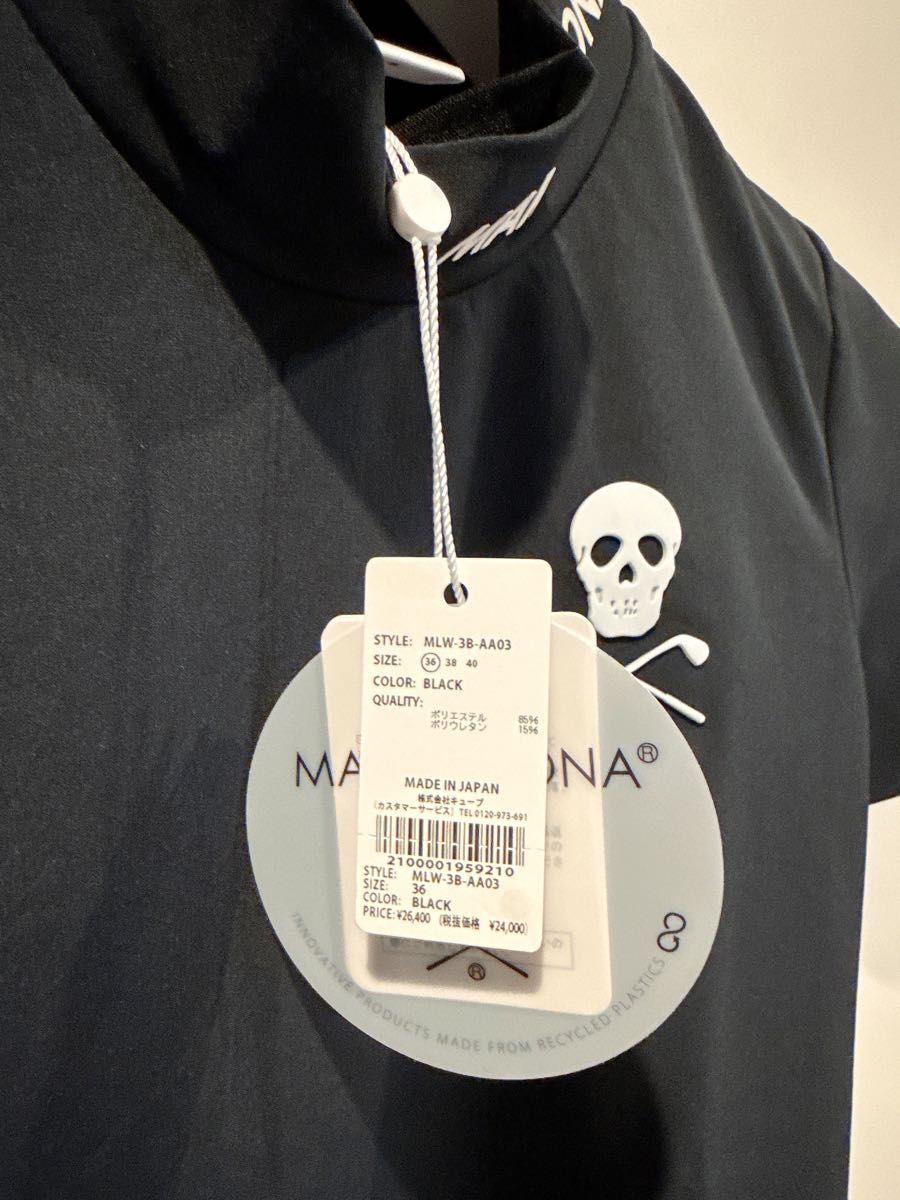 MA
STYLE: MLW-3B-AA03
SIZE: 36 38 40
COLOR: BLACK
QUALITY:
ポリエステル 85%
ポリウレタン 15%
MA ONA®
MADE IN JAPAN
株式会社キューブ
〔カスタマーサービス〕 TEL 0120-973-691
2100001959210
STYLE: MLW-3B-AA03
SIZE: 36
COLOR: BLACK
PRICE: ¥26,400 (税抜価格 ¥24,000)
®
INNOVATIVE PRODUCTS MADE FROM RECYCLED PLASTICS